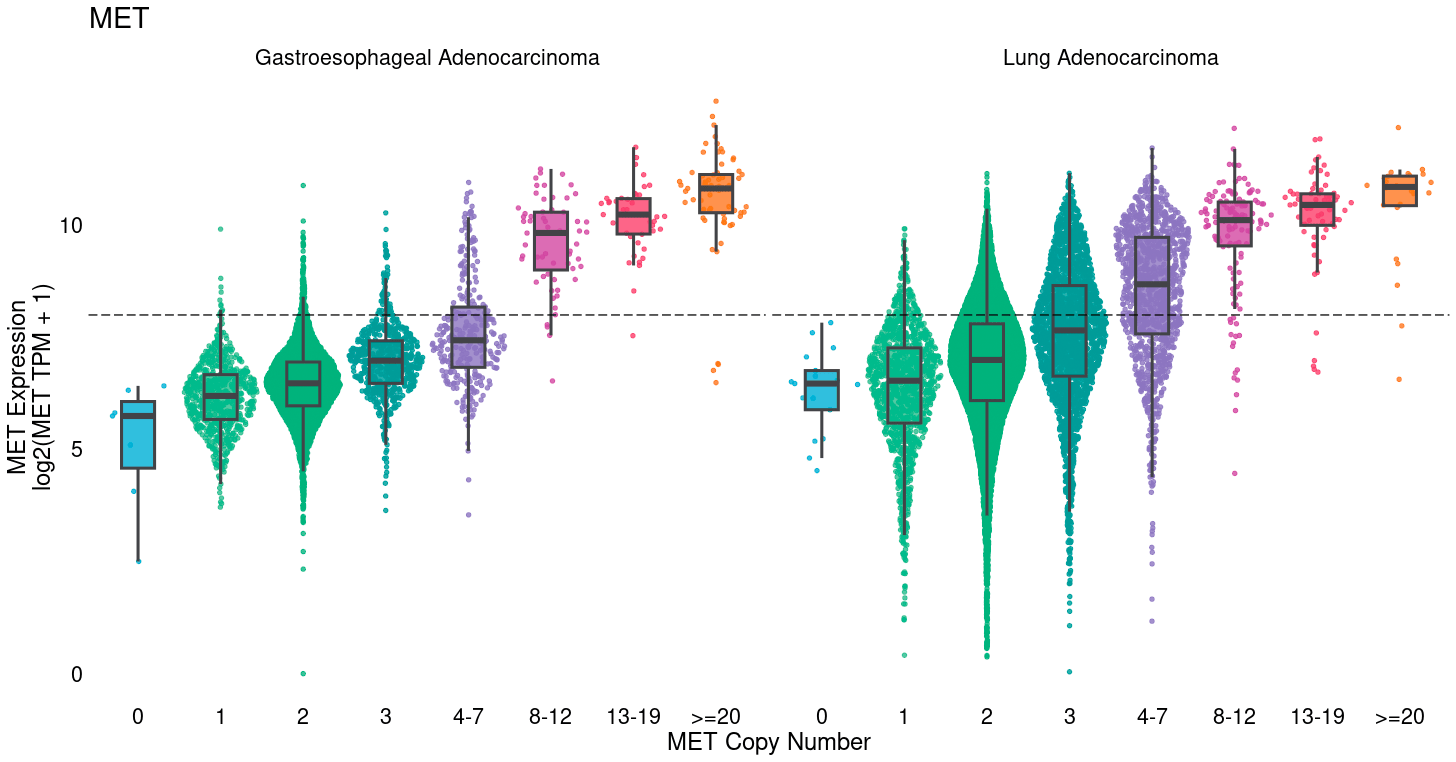 MET
Gastroesophageal Adenocarcinoma
Lung Adenocarcinoma
MET Expression
log2(MET TPM + 1)
10
5
0
0 1 2 3 4-7 8-12 13-19 >=20
0 1 2 3 4-7 8-12 13-19 >=20
MET Copy Number